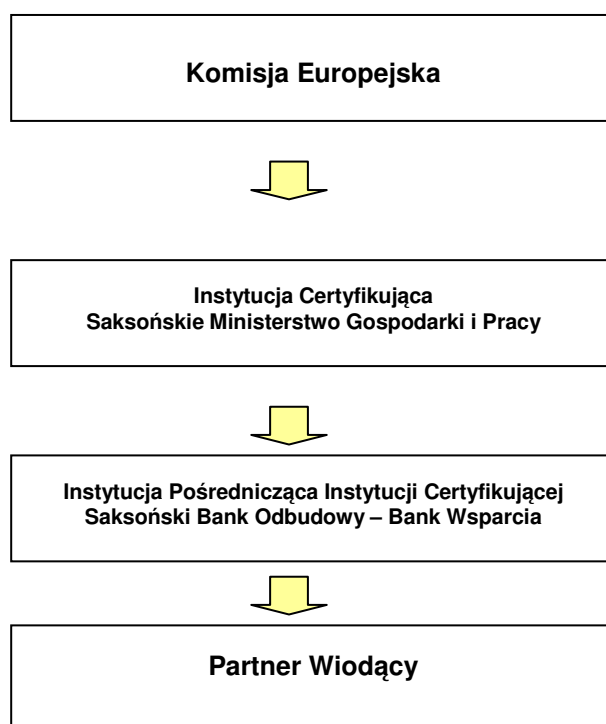 Komisja Europejska
Instytucja Certyfikująca
Saksońskie Ministerstwo Gospodarki i Pracy
Instytucja Pośrednicząca Instytucji Certyfikującej
Saksoński Bank Odbudowy – Bank Wsparcia
Partner Wiodący